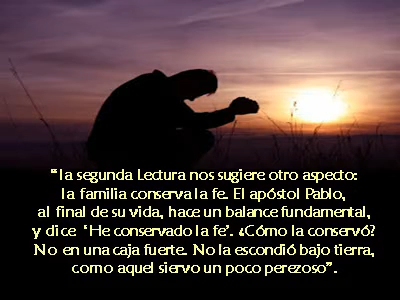 “la segunda Lectura nos sugiere otro aspecto:
la familia conserva la fe. El apóstol Pablo,
al final de su vida, hace un balance fundamental,
y dice ‘He conservado la fe’. ¿Cómo la conservó?
No en una caja fuerte. No la escondió bajo tierra,
como aquel siervo un poco perezoso”.